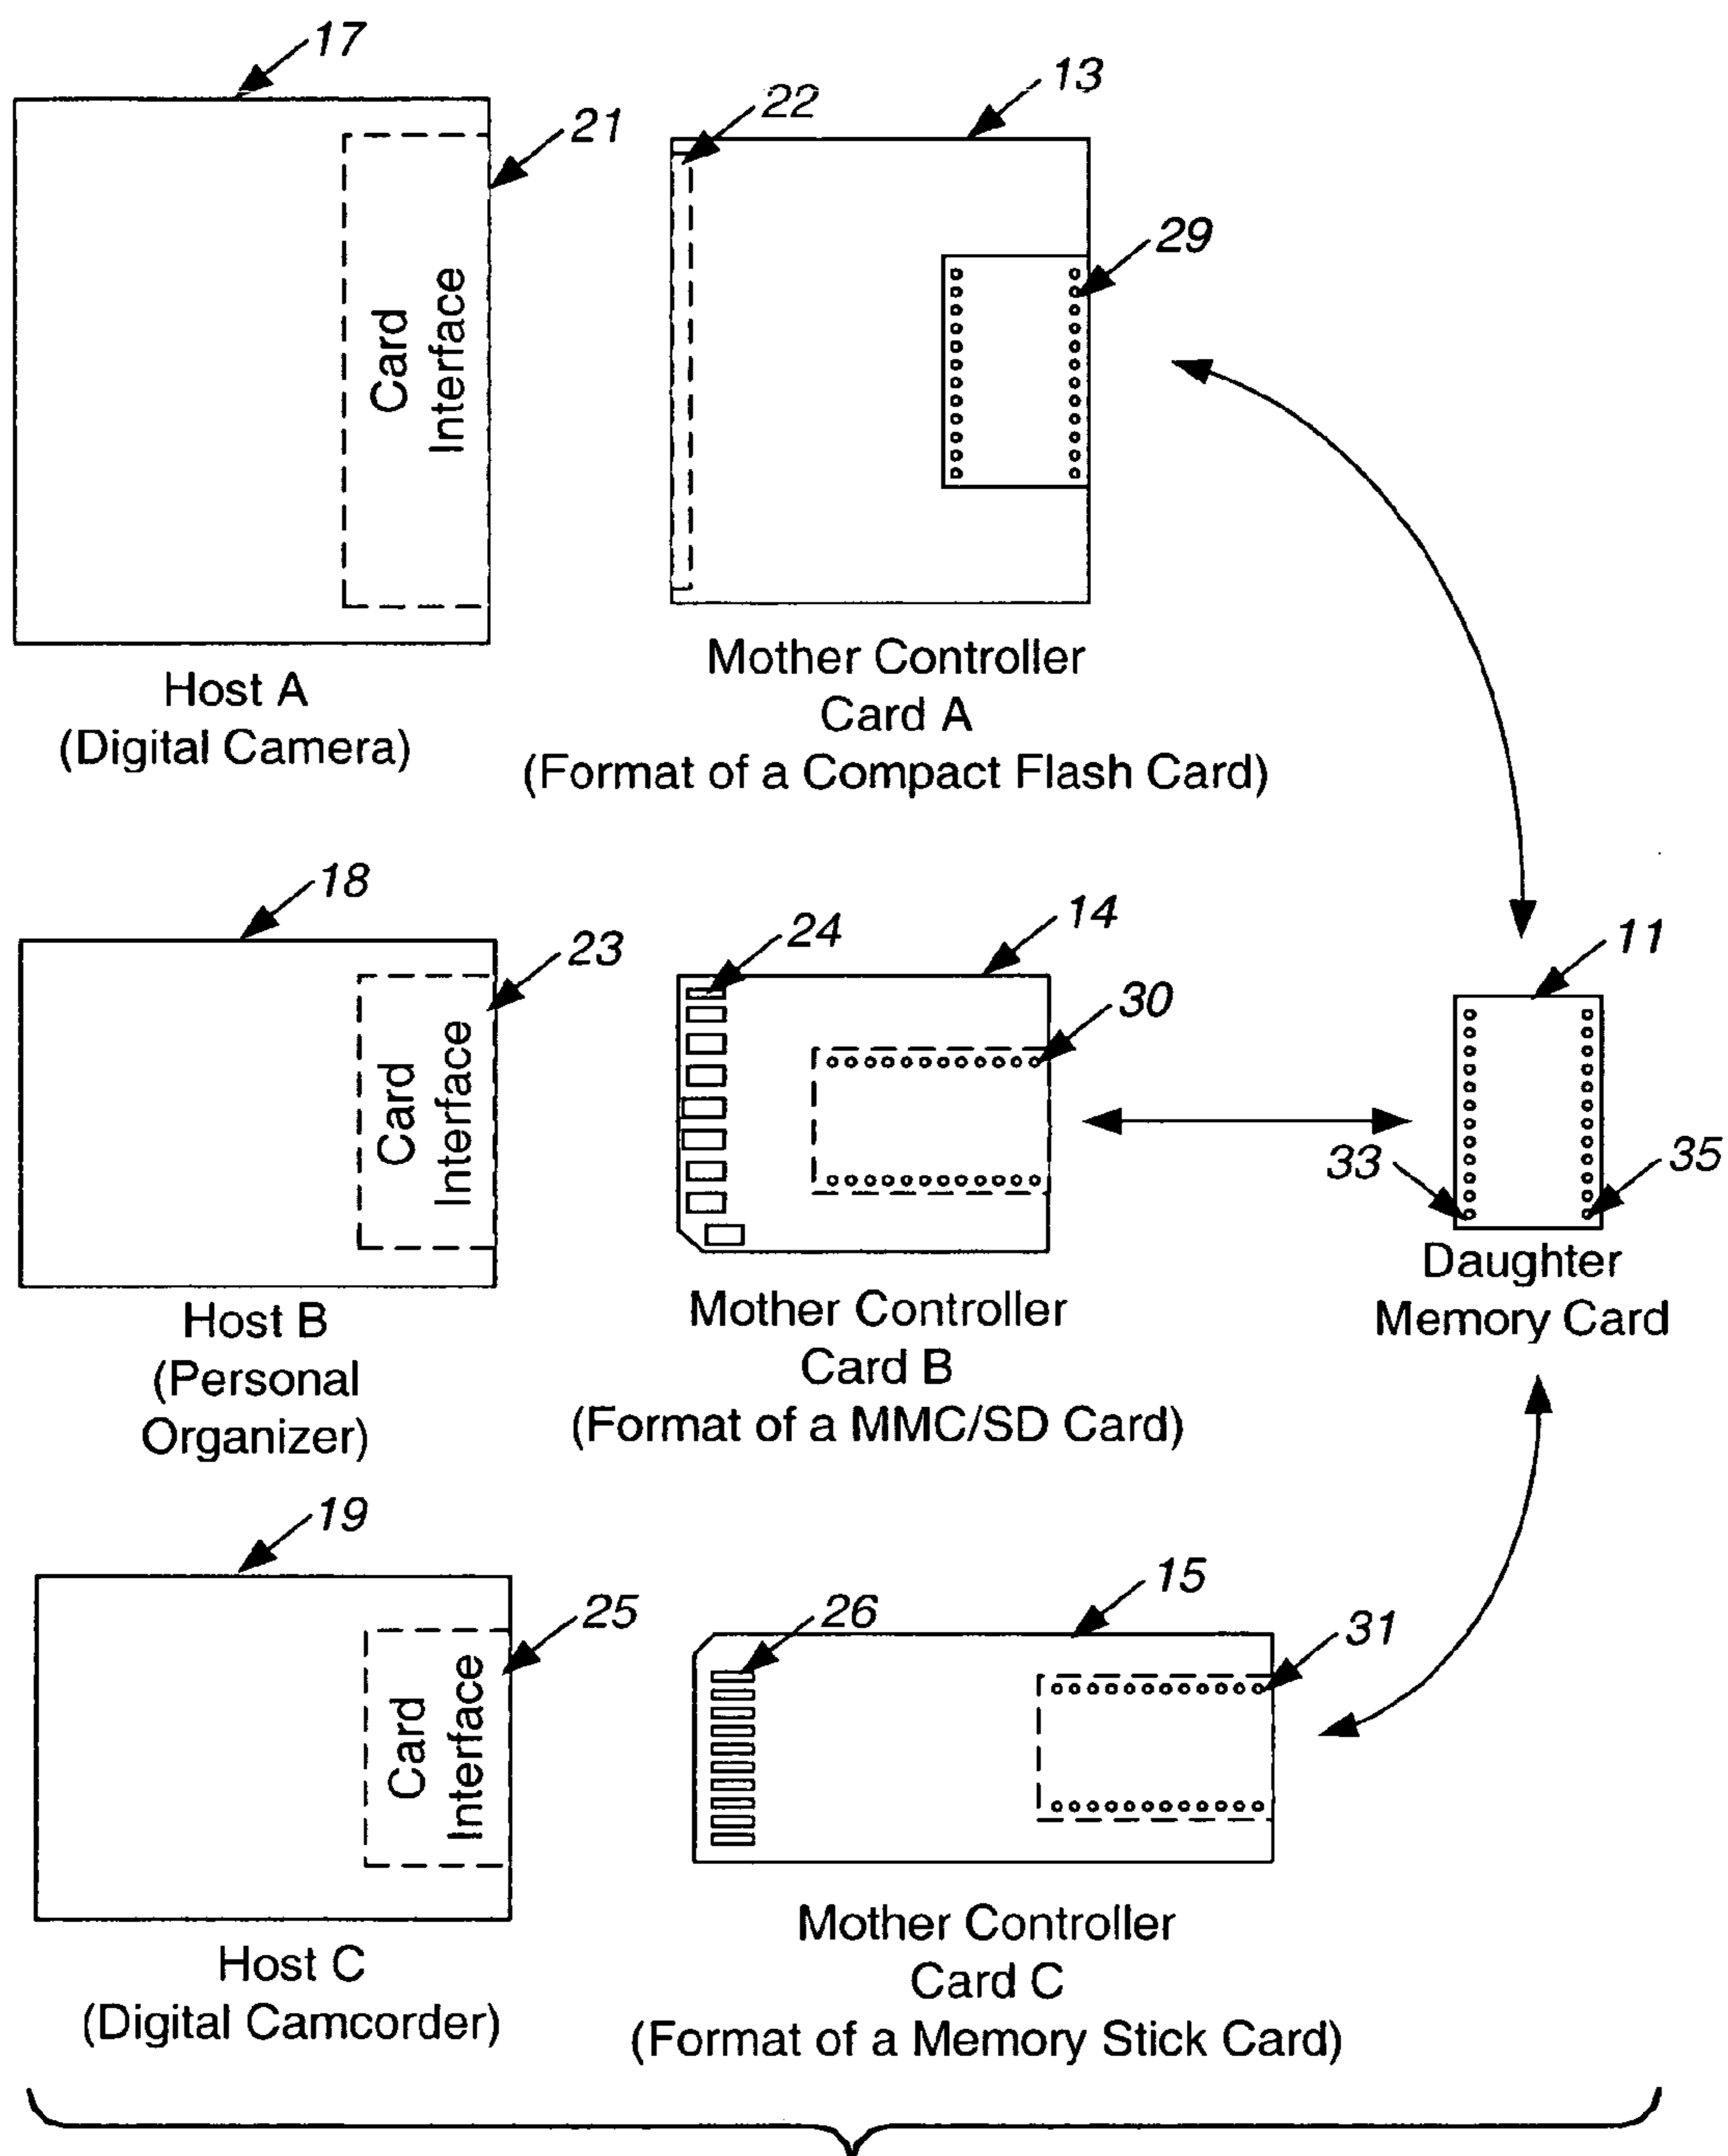 17
21
Card
Interface
Host A
(Digital Camera)
22
13
29
Mother Controller
Card A
(Format of a Compact Flash Card)
18
23
Card
Interface
Host B
(Personal
Organizer)
24
14
30
Mother Controller
Card B
(Format of a MMC/SD Card)
11
33
35
Daughter
Memory Card
19
25
Card
Interface
Host C
(Digital Camcorder)
26
15
31
Mother Controller
Card C
(Format of a Memory Stick Card)